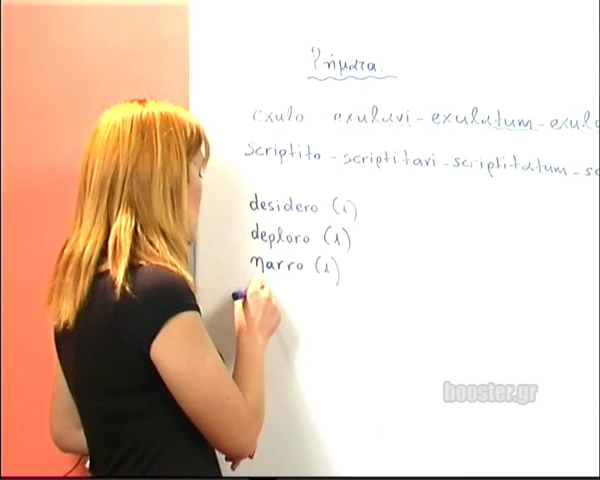 Ρήματα
exulo - exulavi - exulatum - exula
scriptito - scriptitavi - scriptitatum - sc
desidero (1)
deploro (1)
narro (1)
booster.gr